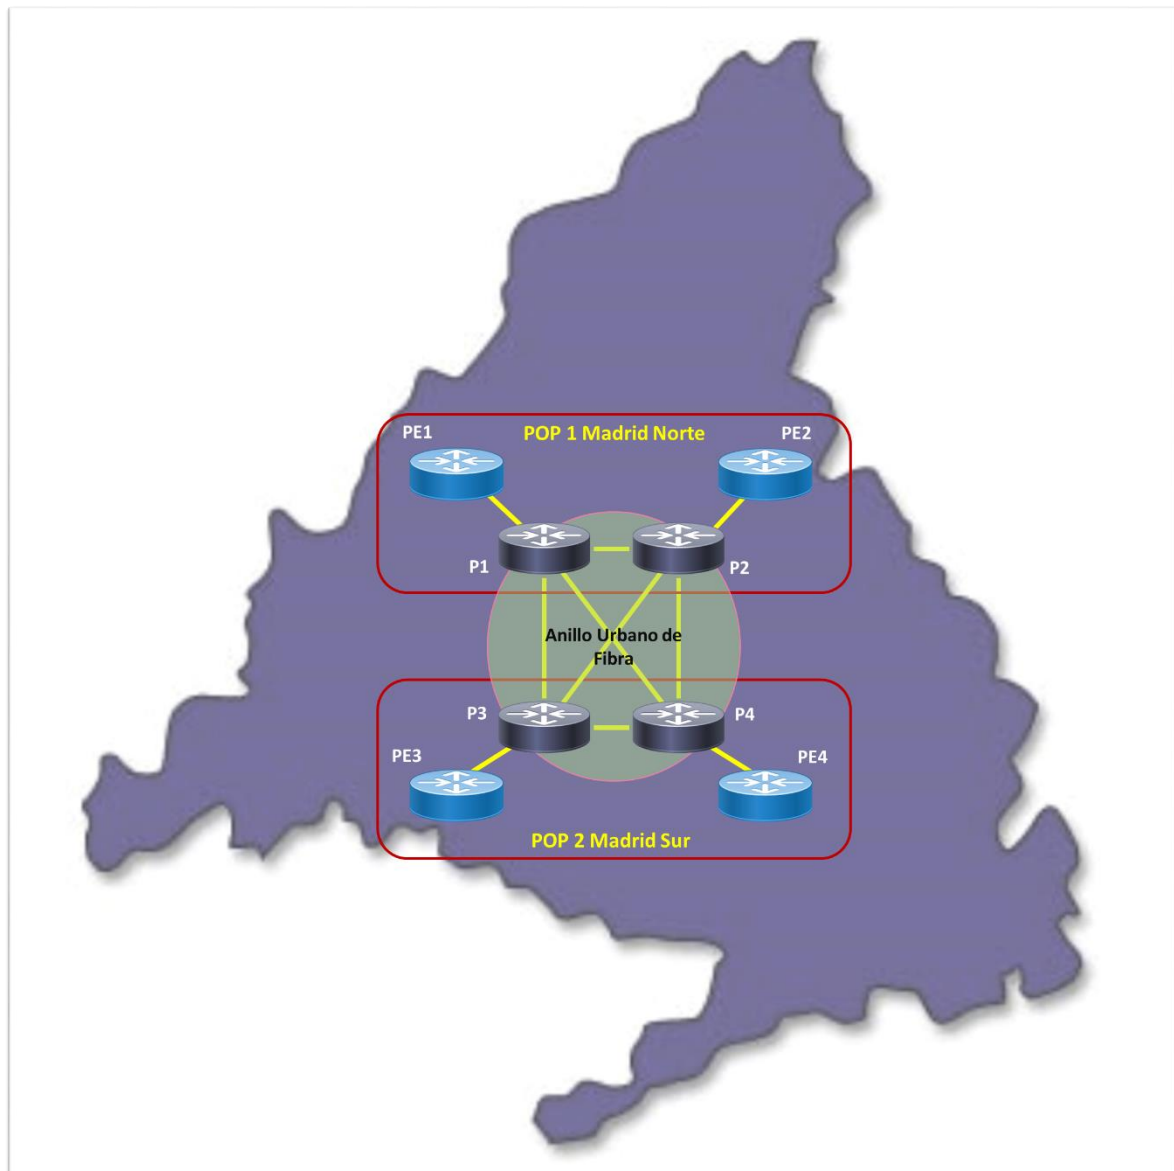 POP 1 Madrid Norte
PE1
PE2
P1
P2
Anillo Urbano de
Fibra
P3
P4
PE3
PE4
POP 2 Madrid Sur